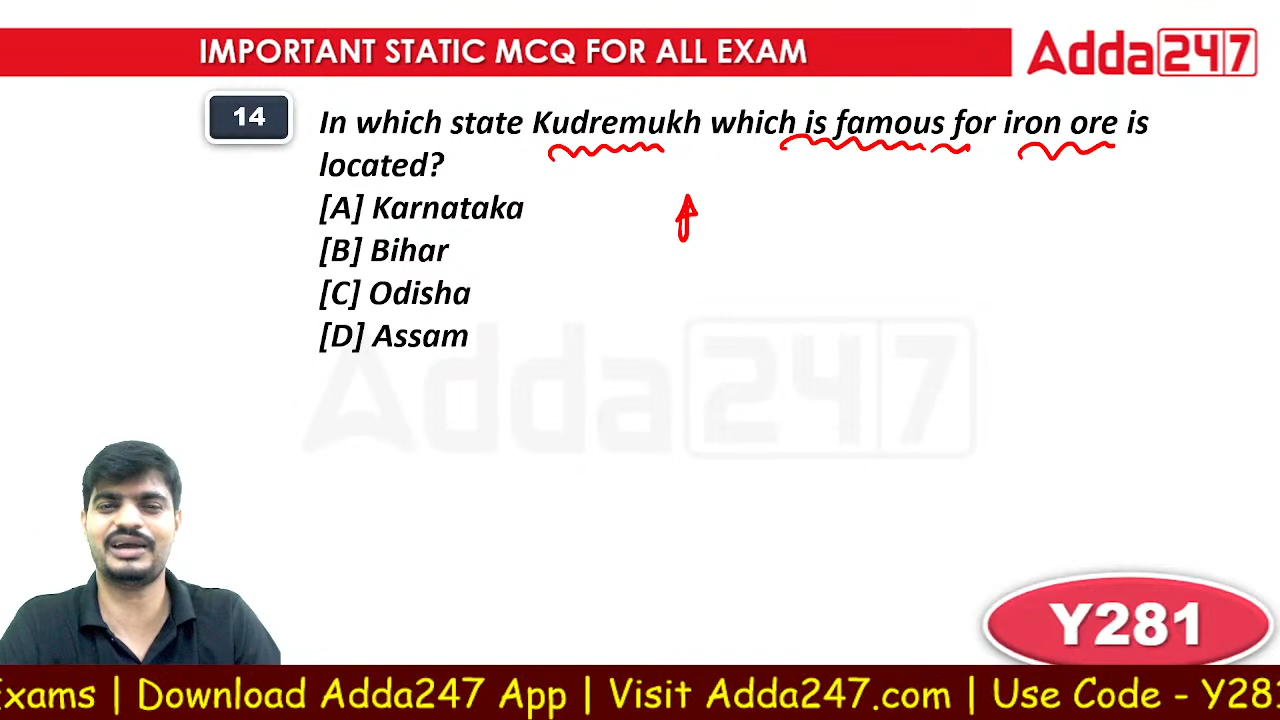 IMPORTANT STATIC MCQ FOR ALL EXAM
Adda247
14
In which state Kudremukh which is famous for iron ore is
located?
[A] Karnataka
[B] Bihar
[C] Odisha
[D] Assam
Adda247
Y281
Exams | Download Adda247 App | Visit Adda247.com | Use Code - Y281